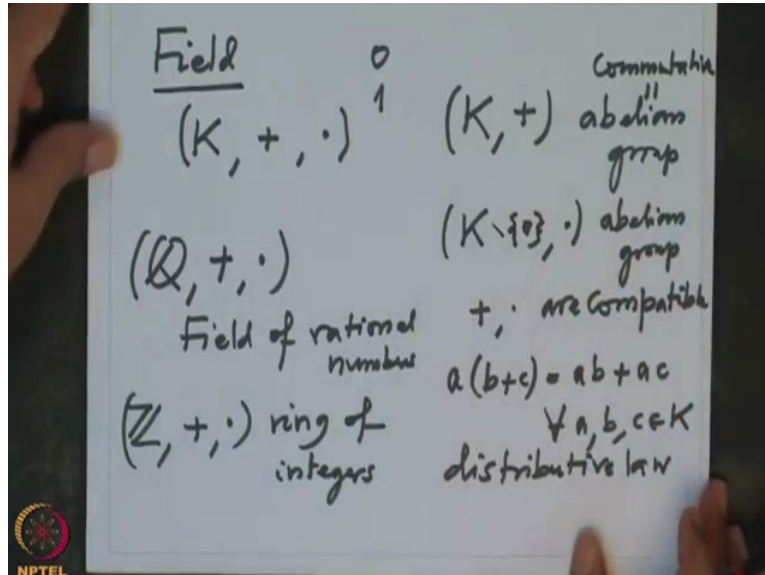 Field
0
1
(K, +, ·)
(ℚ, +, ·)
Field of rational
numbers
(ℤ, +, ·) ring of
integers
Commutative
||
(K, +) abelian
group
(K∖{0}, ·) abelian
group
+, · are compatible
a(b+c) = ab + ac
∀ a, b, c ∈ K
distributive law
NPTEL